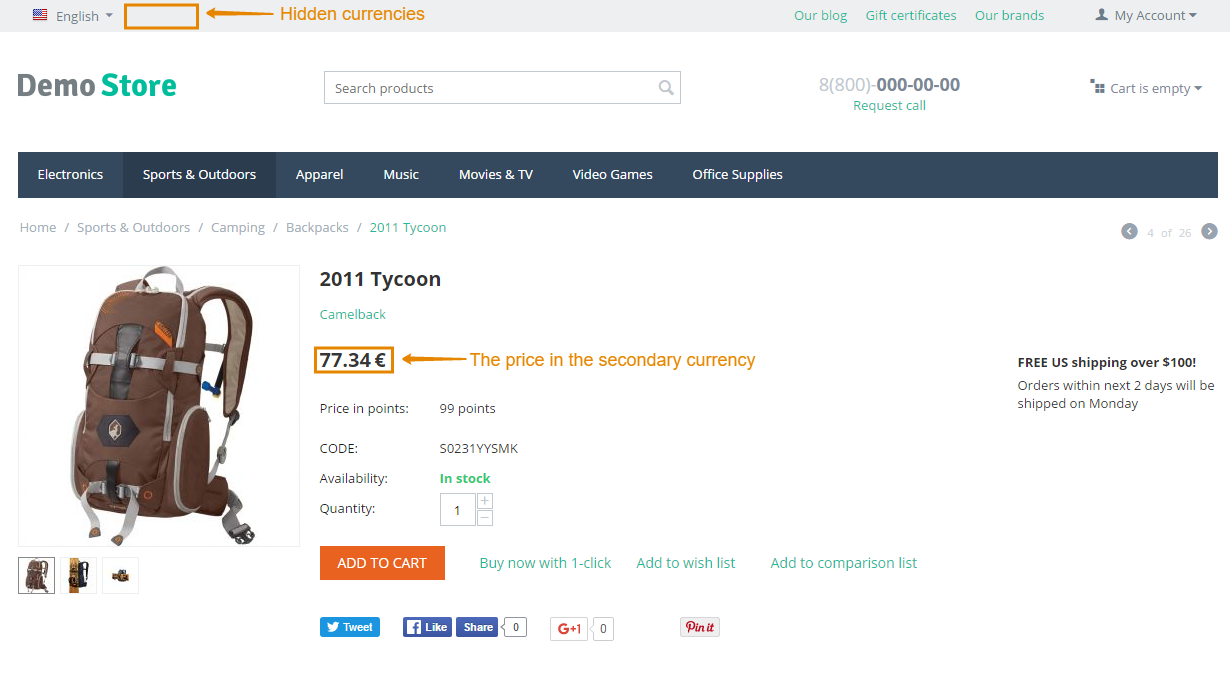 English
Hidden currencies
Our blog Gift certificates Our brands
My Account
Demo Store
Search products
8(800)-000-00-00
Request call
Cart is empty
Electronics Sports & Outdoors Apparel Music Movies & TV Video Games Office Supplies
Home / Sports & Outdoors / Camping / Backpacks / 2011 Tycoon
4 of 26
2011 Tycoon
Camelback
77.34 €
The price in the secondary currency
FREE US shipping over $100!
Orders within next 2 days will be
shipped on Monday
Price in points: 99 points
CODE: S0231YYSMK
Availability: In stock
Quantity: 1 + −
ADD TO CART
Buy now with 1-click Add to wish list Add to comparison list
Tweet Like Share 0 G+1 0 Pin it